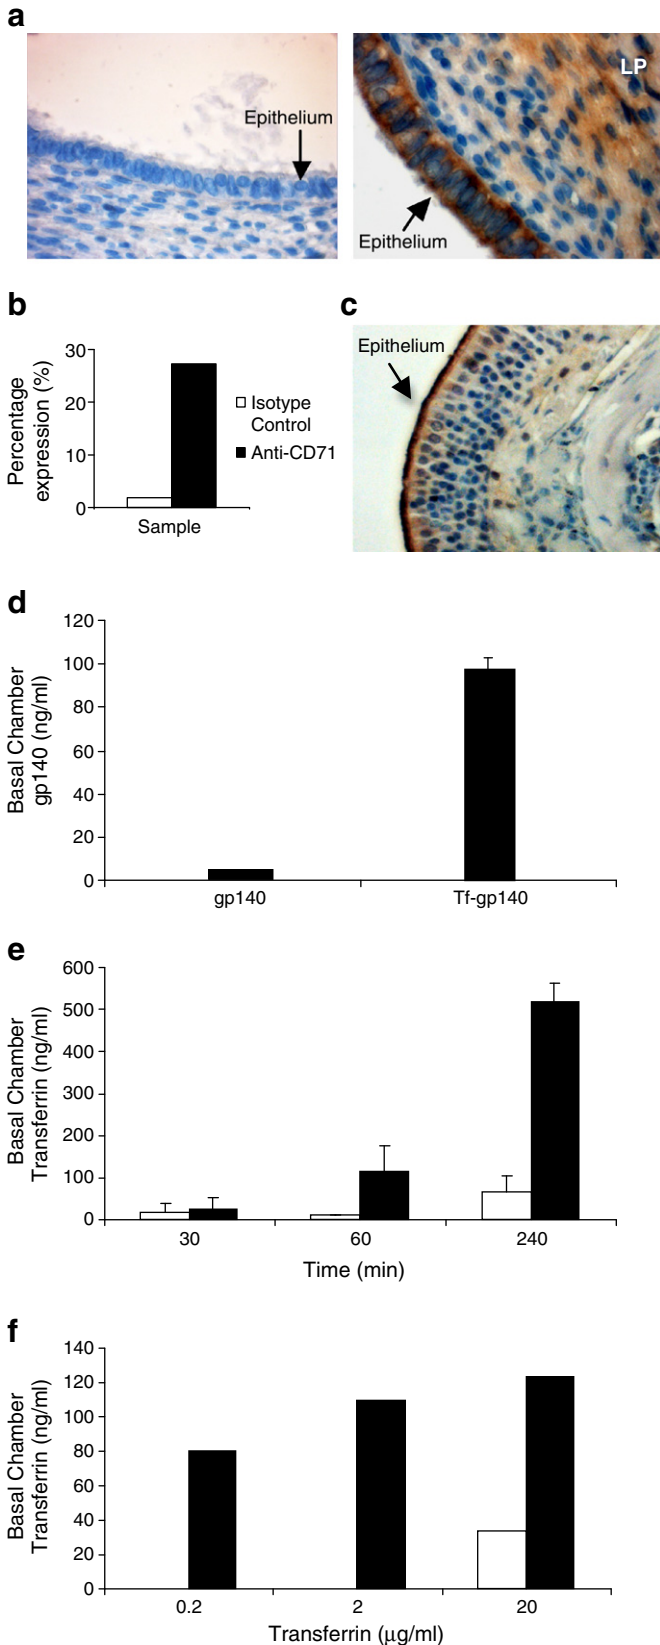 a
Epithelium
LP
Epithelium
b
Percentage
expression (%)
30
20
10
0
Sample
Isotype
Control
Anti-CD71
c
Epithelium
d
Basal Chamber
gp140 (ng/ml)
120
100
80
60
40
20
0
gp140
Tf-gp140
e
Basal Chamber
Transferrin (ng/ml)
600
500
400
300
200
100
0
30
60
240
Time (min)
f
Basal Chamber
Transferrin (ng/ml)
140
120
100
80
60
40
20
0
0.2
2
20
Transferrin (µg/ml)